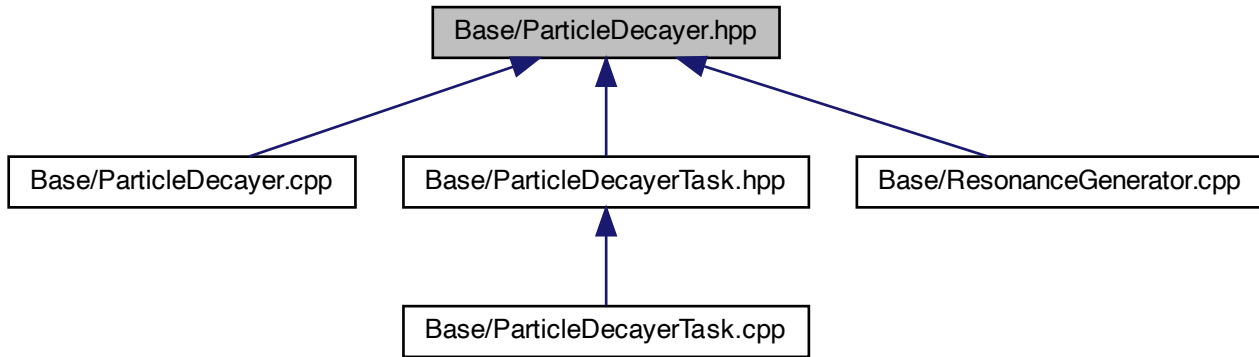 Base/ParticleDecayer.hpp
Base/ParticleDecayer.cpp
Base/ParticleDecayerTask.hpp
Base/ResonanceGenerator.cpp
Base/ParticleDecayerTask.cpp